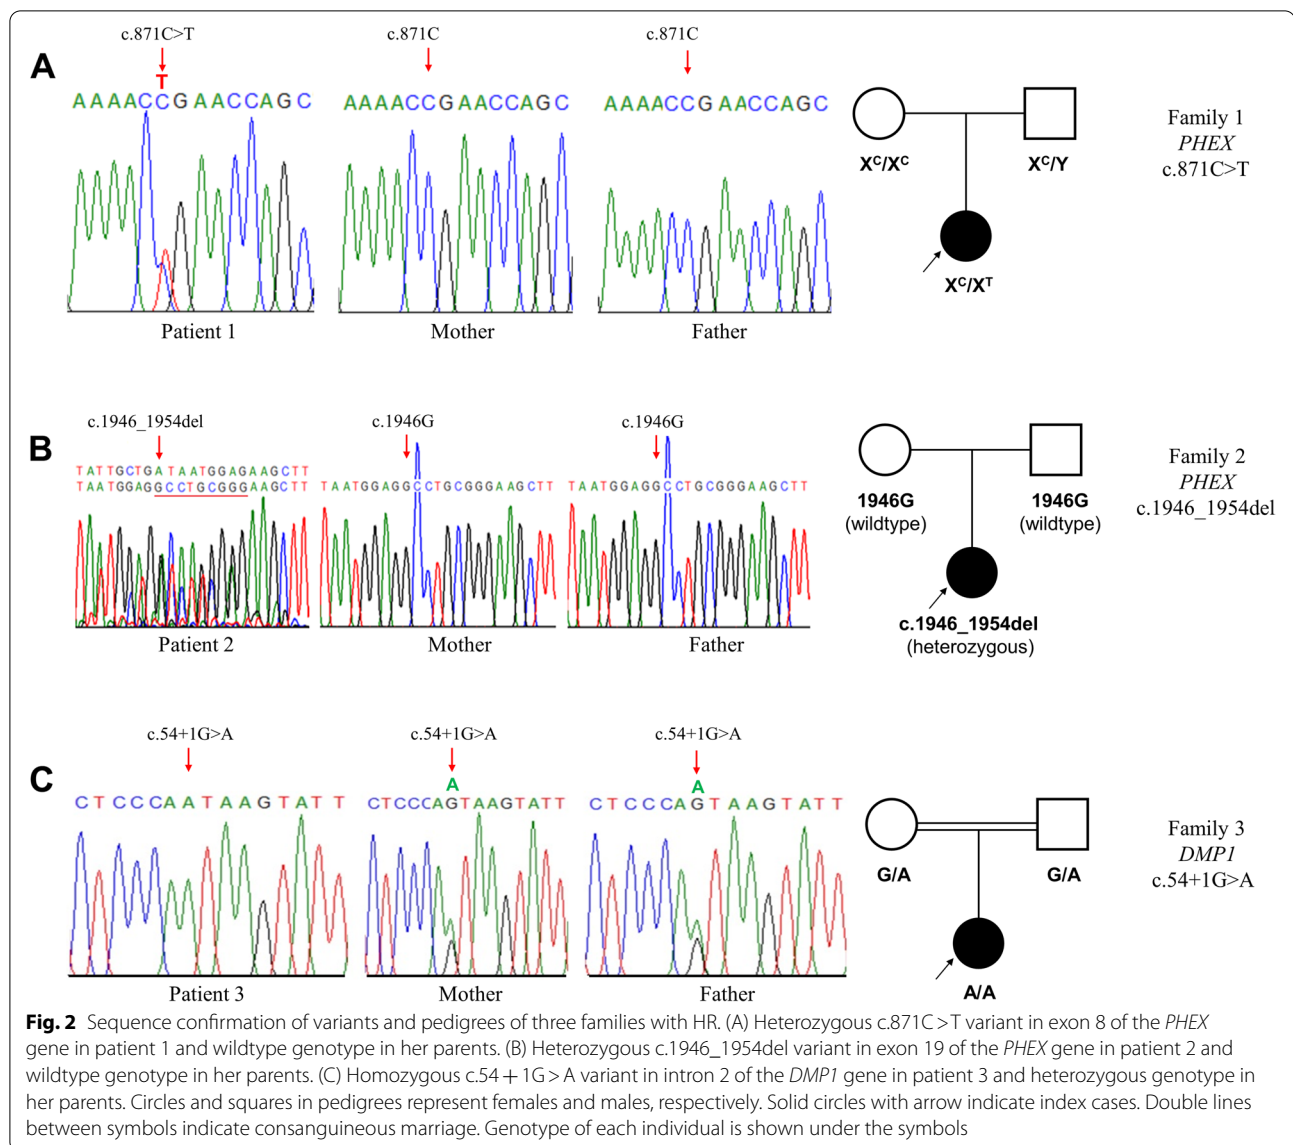 A
c.871C>T
c.871C
c.871C
T
AAAACCGAACCAGC
AAAACCGAACCAGC
AAAACCGAACCAGC
Patient 1
Mother
Father
Xᶜ/Xᶜ
Xᶜ/Y
Xᶜ/Xᵀ
Family 1
PHEX
c.871C>T
B
c.1946_1954del
c.1946G
c.1946G
TATTGCTGATAATGGAGAAGCTT
TAATGGAGGCCTGCGGGAAGCTT
TAATGGAGGCCTGCGGGAAGCTT
TAATGGAGGCCTGCGGGAAGCTT
Patient 2
Mother
Father
1946G
(wildtype)
1946G
(wildtype)
c.1946_1954del
(heterozygous)
Family 2
PHEX
c.1946_1954del
C
c.54+1G>A
c.54+1G>A
c.54+1G>A
A
A
CTCCCAATAAGTATT
CTCCCAGTAAGTATT
CTCCCAGTAAGTATT
Patient 3
Mother
Father
G/A
G/A
A/A
Family 3
DMP1
c.54+1G>A
Fig. 2 Sequence confirmation of variants and pedigrees of three families with HR. (A) Heterozygous c.871C > T variant in exon 8 of the PHEX
gene in patient 1 and wildtype genotype in her parents. (B) Heterozygous c.1946_1954del variant in exon 19 of the PHEX gene in patient 2 and
wildtype genotype in her parents. (C) Homozygous c.54 + 1G > A variant in intron 2 of the DMP1 gene in patient 3 and heterozygous genotype in
her parents. Circles and squares in pedigrees represent females and males, respectively. Solid circles with arrow indicate index cases. Double lines
between symbols indicate consanguineous marriage. Genotype of each individual is shown under the symbols